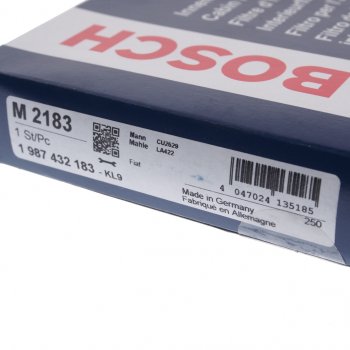 BOSCH
M 2183
1 St/Pc
1 987 432 183 - KL9
Mann CUJ629
Mahle LA422
Fiat
4 047024 135185
Made in Germany
Fabriqué en Allemagne
250